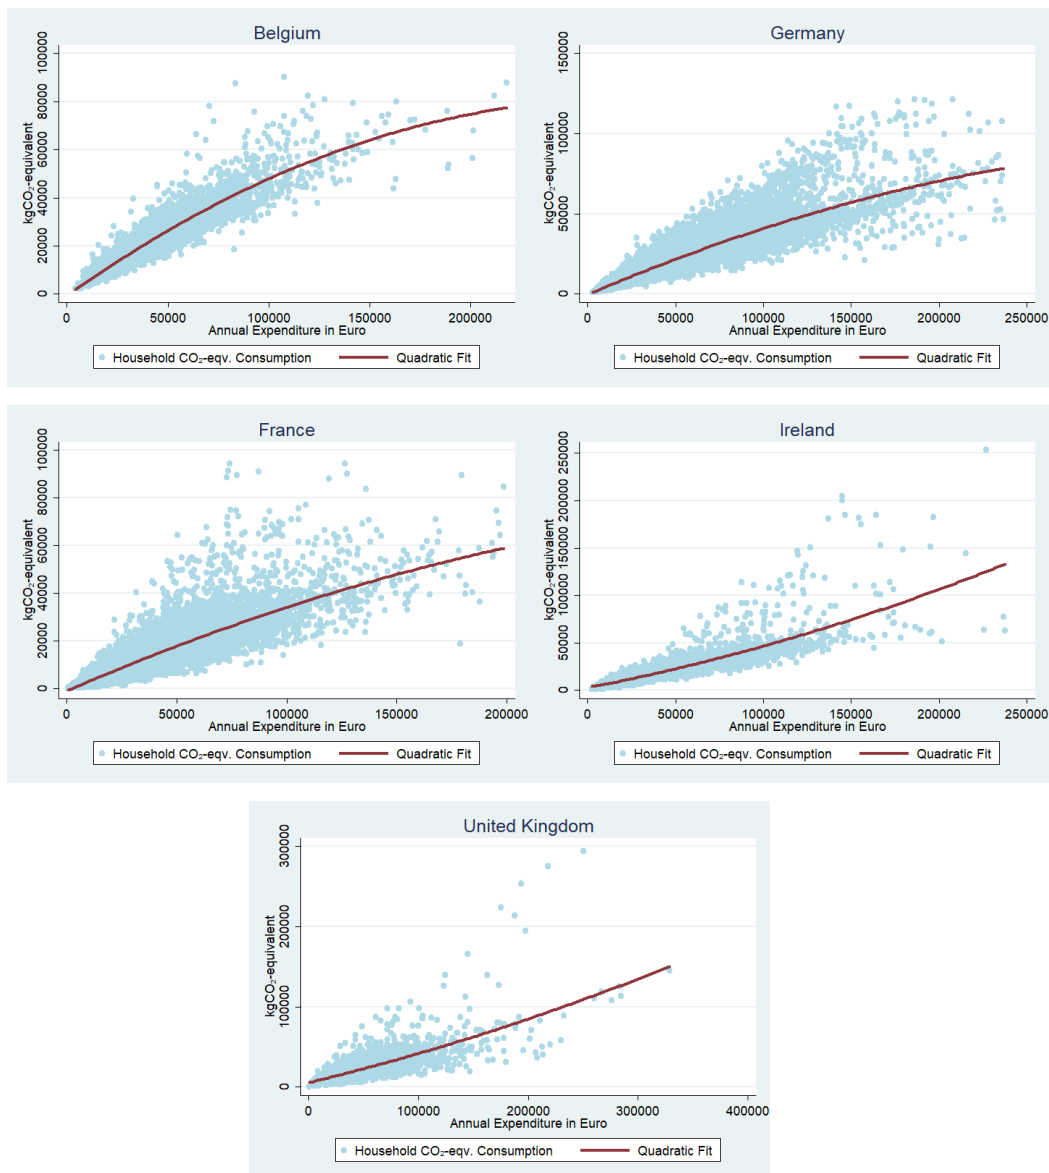 Belgium
kgCO₂-equivalent
0 20000 40000 60000 80000 100000
0 50000 100000 150000 200000
Annual Expenditure in Euro
Household CO₂-eqv. Consumption Quadratic Fit
Germany
kgCO₂-equivalent
0 50000 100000 150000
0 50000 100000 150000 200000 250000
Annual Expenditure in Euro
Household CO₂-eqv. Consumption Quadratic Fit
France
kgCO₂-equivalent
0 20000 40000 60000 80000 100000
0 50000 100000 150000 200000
Annual Expenditure in Euro
Household CO₂-eqv. Consumption Quadratic Fit
Ireland
kgCO₂-equivalent
0 50000 100000 150000 200000 250000
0 50000 100000 150000 200000 250000
Annual Expenditure in Euro
Household CO₂-eqv. Consumption Quadratic Fit
United Kingdom
kgCO₂-equivalent
0 100000 200000 300000
0 100000 200000 300000 400000
Annual Expenditure in Euro
Household CO₂-eqv. Consumption Quadratic Fit